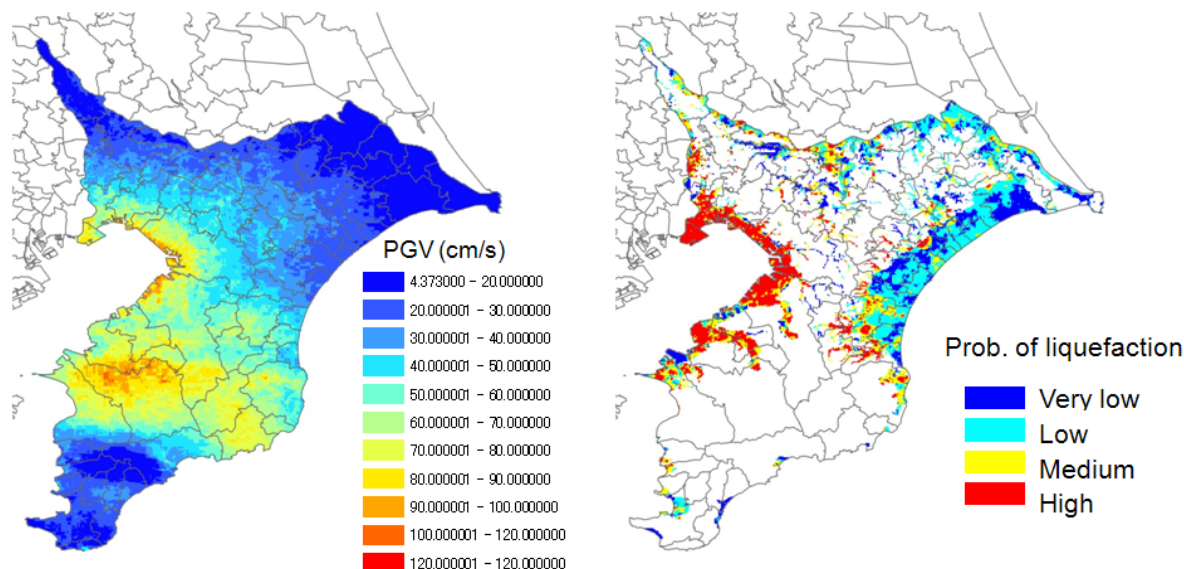 PGV (cm/s)
4.373000 - 20.000000
20.000001 - 30.000000
30.000001 - 40.000000
40.000001 - 50.000000
50.000001 - 60.000000
60.000001 - 70.000000
70.000001 - 80.000000
80.000001 - 90.000000
90.000001 - 100.000000
100.000001 - 120.000000
120.000001 - 120.000000
Prob. of liquefaction
Very low
Low
Medium
High